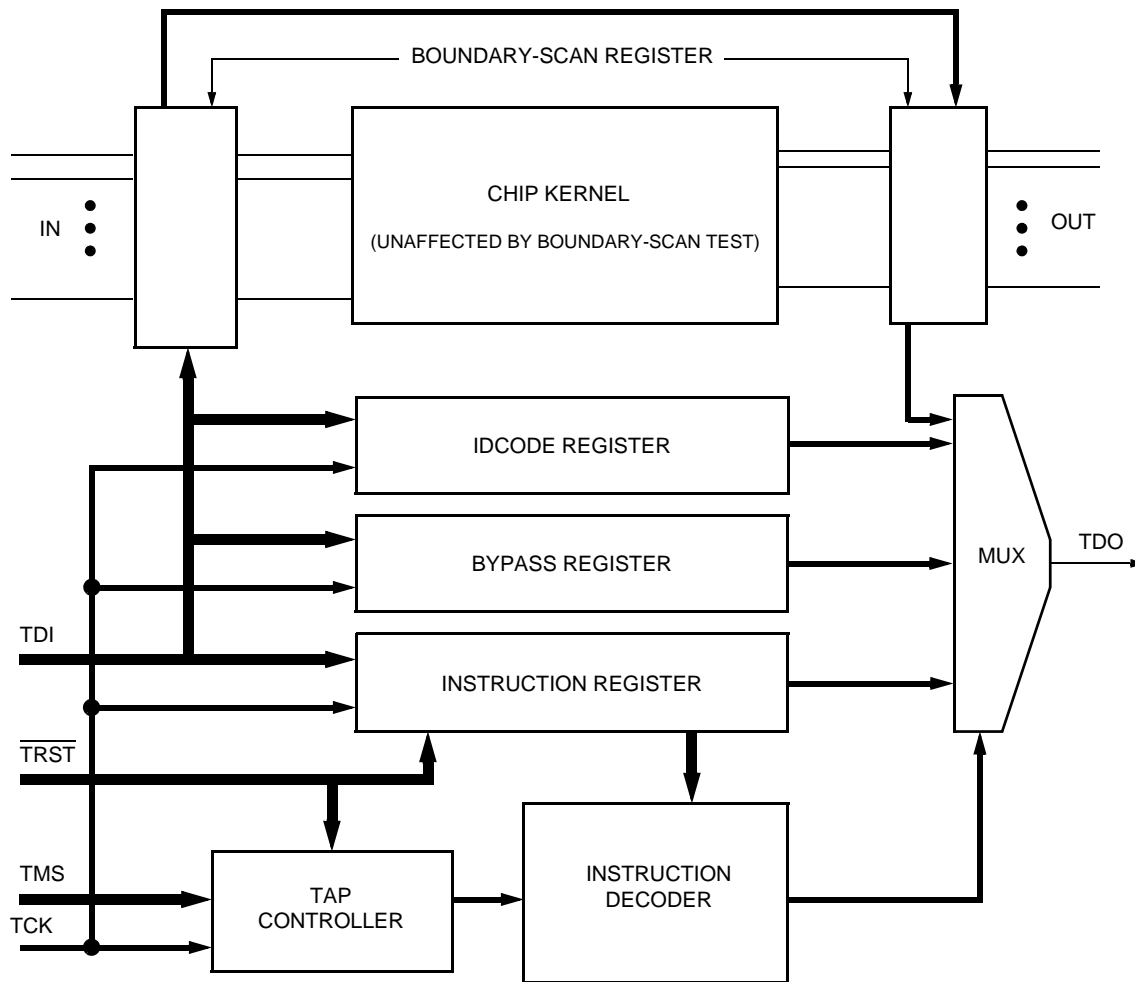 BOUNDARY-SCAN REGISTER
CHIP KERNEL
(UNAFFECTED BY BOUNDARY-SCAN TEST)
IN
OUT
IDCODE REGISTER
BYPASS REGISTER
MUX
TDO
TDI
INSTRUCTION REGISTER
TRST
TMS
TAP
CONTROLLER
INSTRUCTION
DECODER
TCK